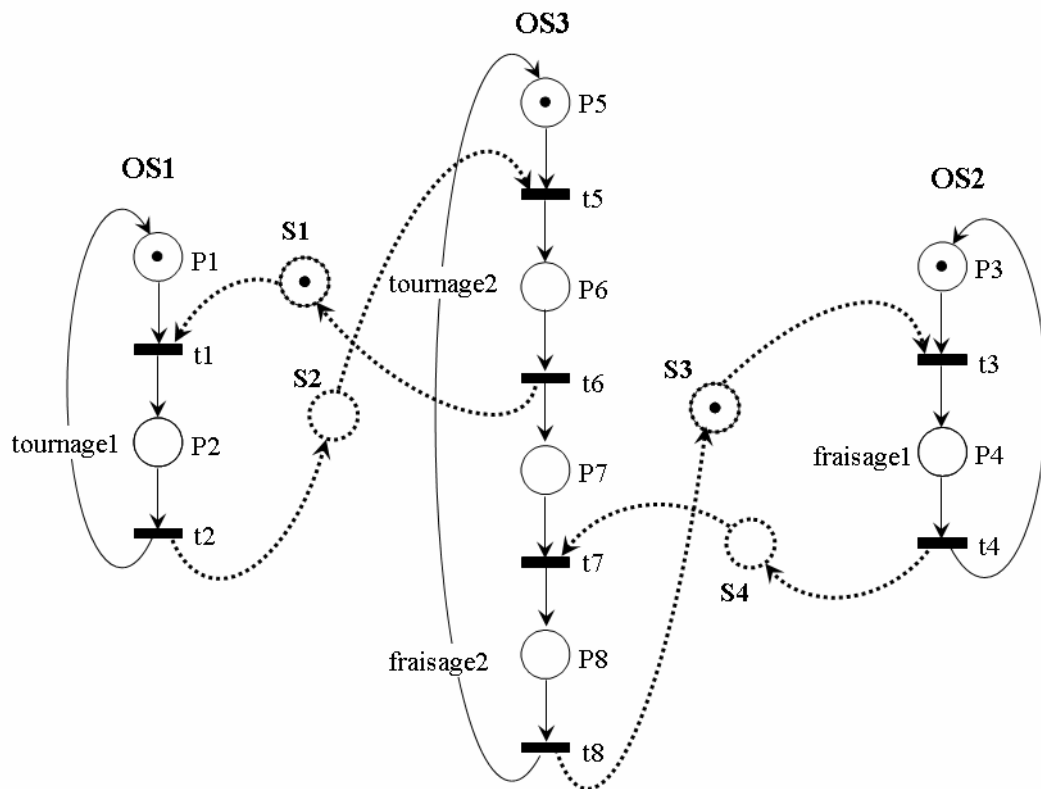 OS3
P5
OS1
OS2
t5
S1
P1
P3
tournage2
P6
t1
t3
S2
t6
S3
tournage1
P2
fraisage1
P4
P7
t2
t7
t4
S4
fraisage2
P8
t8